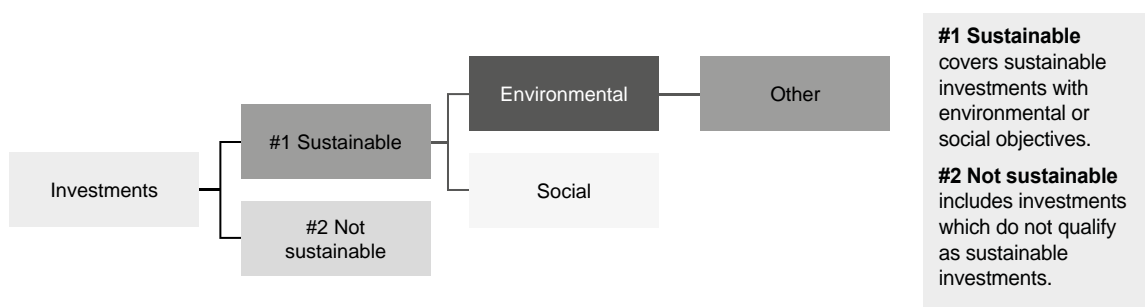 Investments
#1 Sustainable
#2 Not
sustainable
Environmental
Social
Other
#1 Sustainable
covers sustainable
investments with
environmental or
social objectives.
#2 Not sustainable
includes investments
which do not qualify
as sustainable
investments.